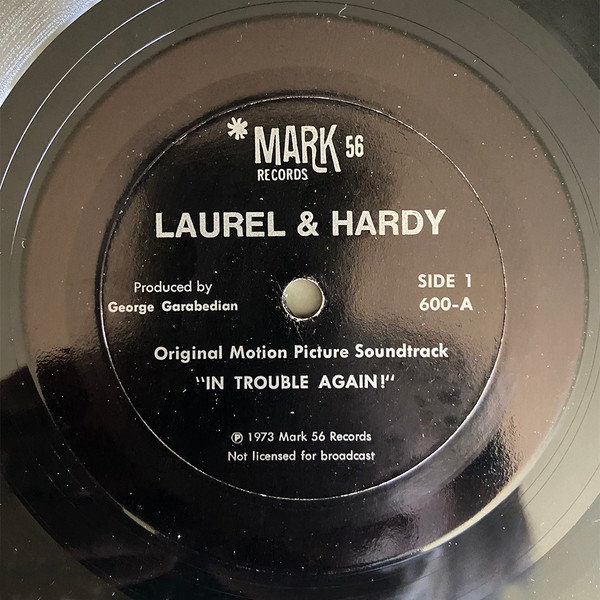 *MARK 56
RECORDS
LAUREL & HARDY
Produced by
George Garabedian
SIDE 1
600-A
Original Motion Picture Soundtrack
"IN TROUBLE AGAIN!"
Ⓟ 1973 Mark 56 Records
Not licensed for broadcast